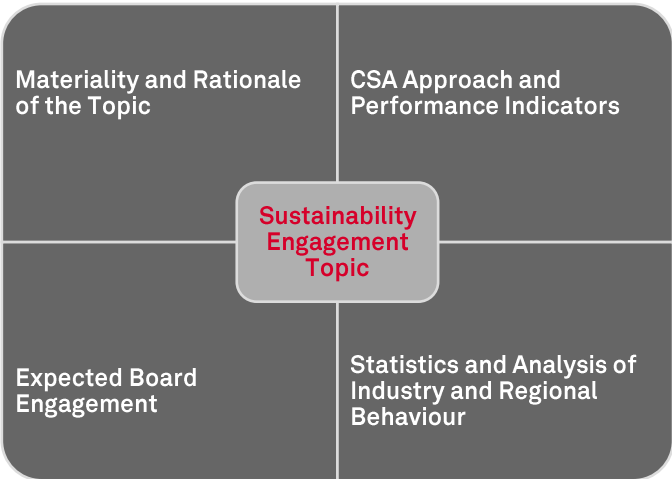 Materiality and Rationale
of the Topic
CSA Approach and
Performance Indicators
Sustainability
Engagement
Topic
Expected Board
Engagement
Statistics and Analysis of
Industry and Regional
Behaviour